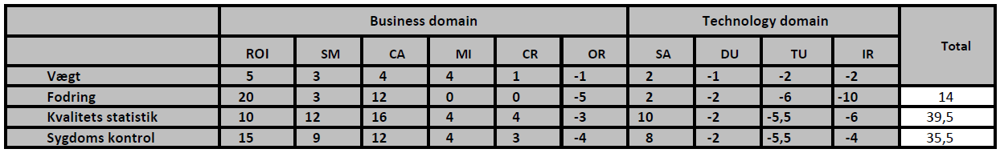 Business domain Technology domain Total
ROI SM CA MI CR OR SA DU TU IR
Vægt 5 3 4 4 1 -1 2 -1 -2 -2
Fodring 20 3 12 0 0 -5 2 -2 -6 -10 14
Kvalitets statistik 10 12 16 4 4 -3 10 -2 -5,5 -6 39,5
Sygdoms kontrol 15 9 12 4 3 -4 8 -2 -5,5 -4 35,5